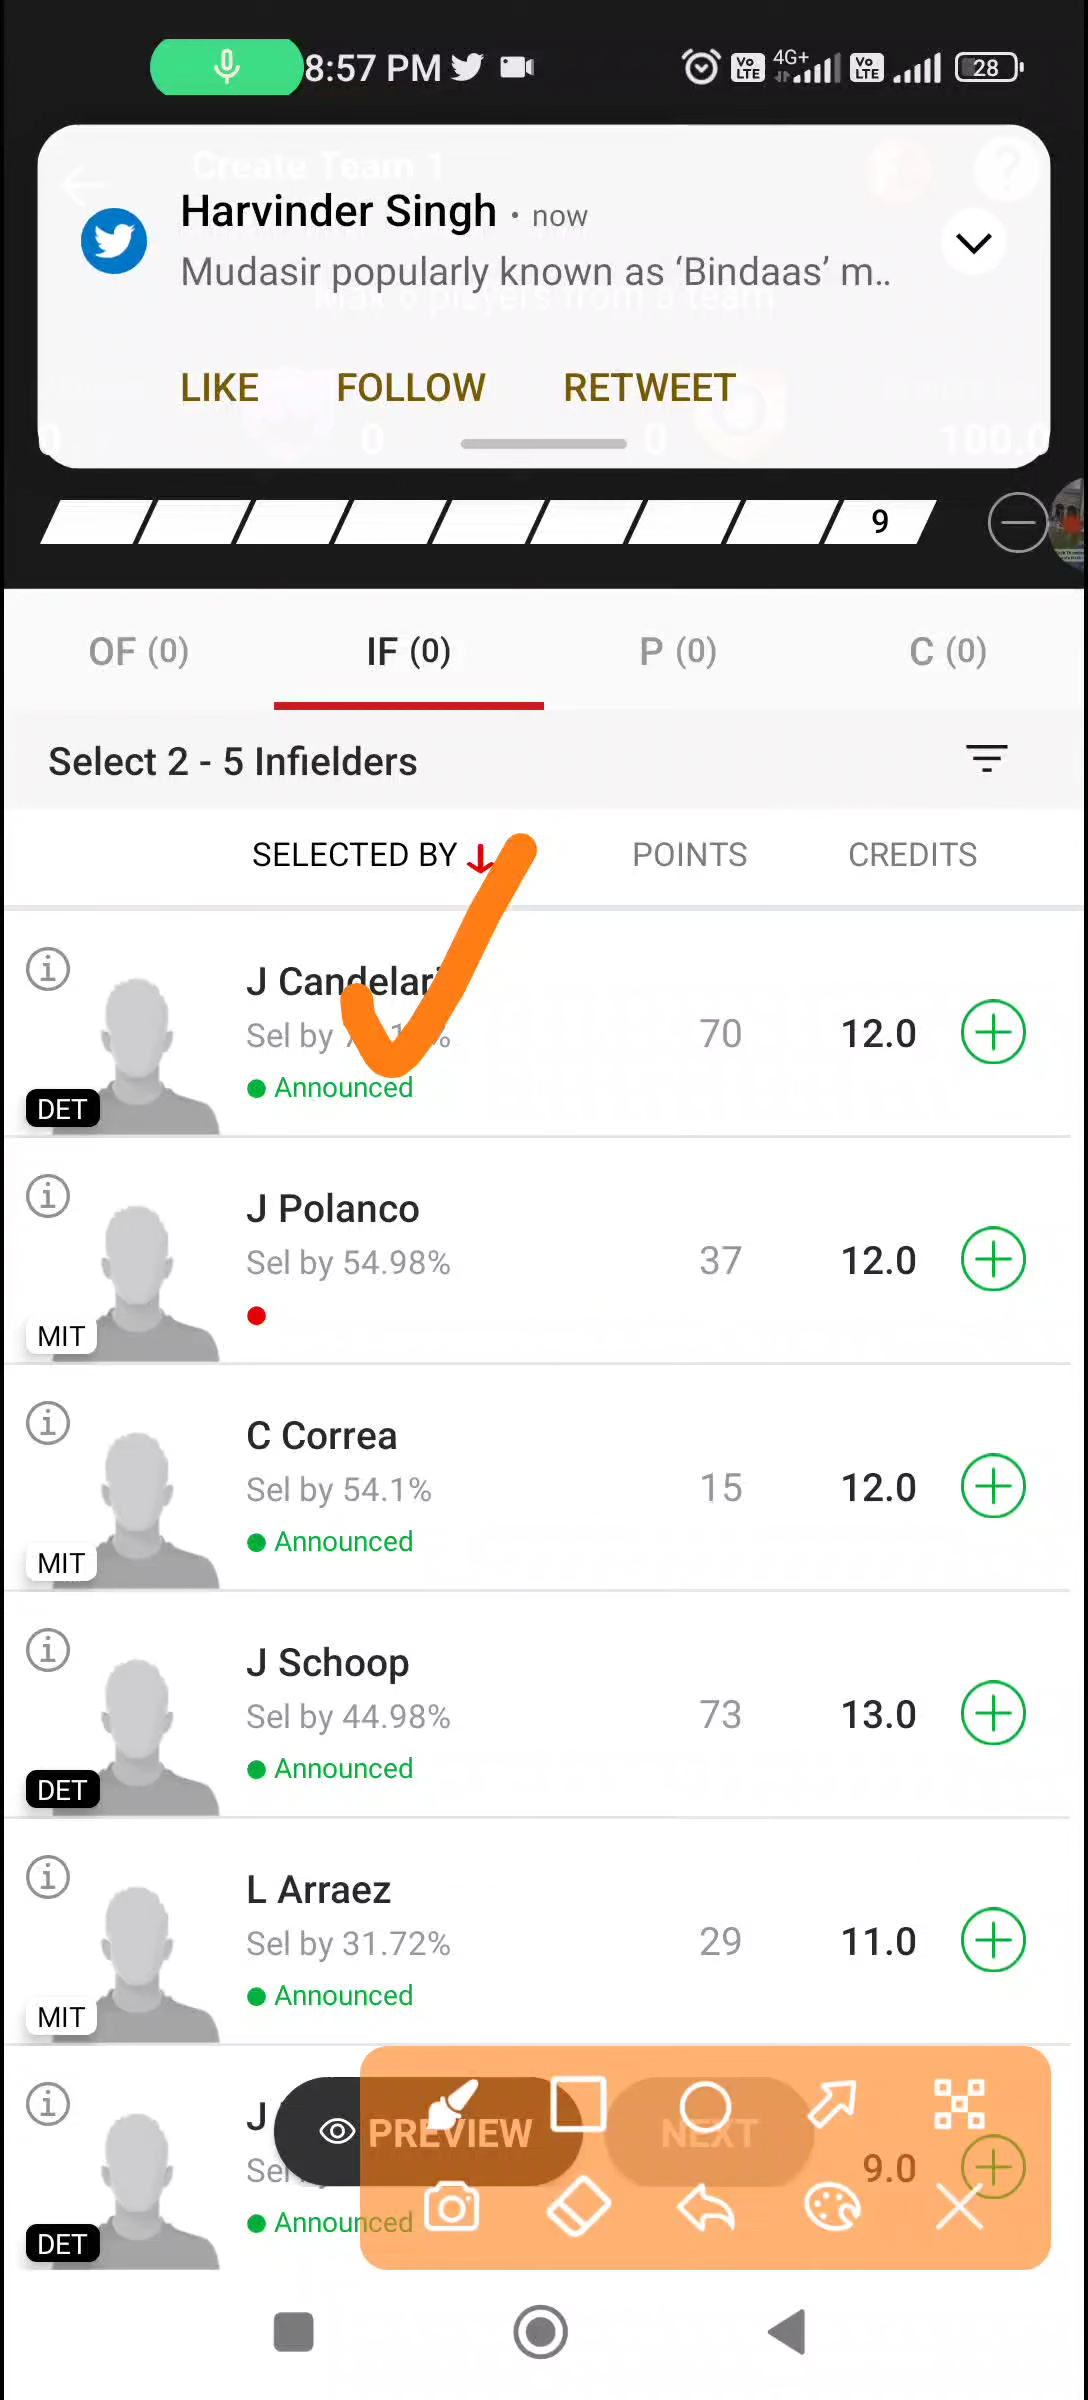 8:57 PM
Vo LTE 4G+ Vo LTE 28
Create Team 1
Harvinder Singh • now
Mudasir popularly known as ‘Bindaas’ m..
Max 6 players from a team
LIKE FOLLOW RETWEET
0 0 0 100.0
9
OF (0) IF (0) P (0) C (0)
Select 2 - 5 Infielders
SELECTED BY POINTS CREDITS
J Candelari
Sel by 70 12.0
Announced
DET
J Polanco
Sel by 54.98% 37 12.0
MIT
C Correa
Sel by 54.1% 15 12.0
Announced
MIT
J Schoop
Sel by 44.98% 73 13.0
Announced
DET
L Arraez
Sel by 31.72% 29 11.0
Announced
MIT
J
PREVIEW NEXT
9.0
Announced
DET